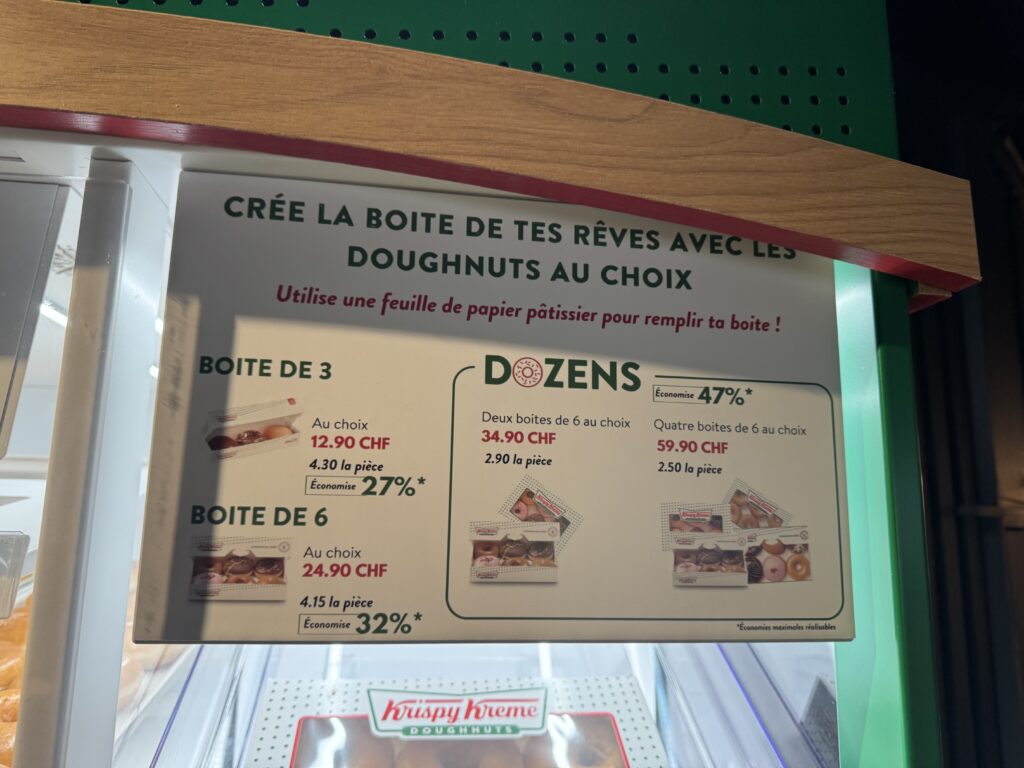 CRÉE LA BOITE DE TES RÊVES AVEC LES
DOUGHNUTS AU CHOIX
Utilise une feuille de papier pâtissier pour remplir ta boite !
BOITE DE 3
Au choix
12.90 CHF
4.30 la pièce
Économise 27%*
BOITE DE 6
Au choix
24.90 CHF
4.15 la pièce
Économise 32%*
DOZENS
Économise 47%*
Deux boites de 6 au choix
34.90 CHF
2.90 la pièce
Quatre boites de 6 au choix
59.90 CHF
2.50 la pièce
Krispy Kreme
*Économies maximales réalisables
Krispy Kreme
DOUGHNUTS